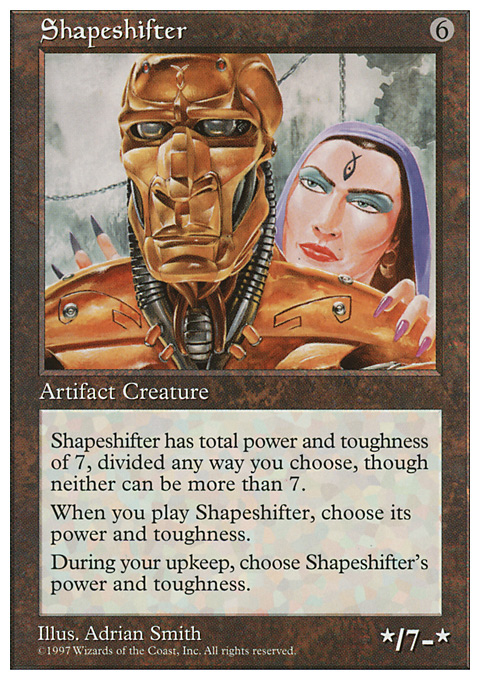 Shapeshifter 6
Artifact Creature
Shapeshifter has total power and toughness
of 7, divided any way you choose, though
neither can be more than 7.
When you play Shapeshifter, choose its
power and toughness.
During your upkeep, choose Shapeshifter's
power and toughness.
Illus. Adrian Smith
©1997 Wizards of the Coast, Inc. All rights reserved.
*/7-*